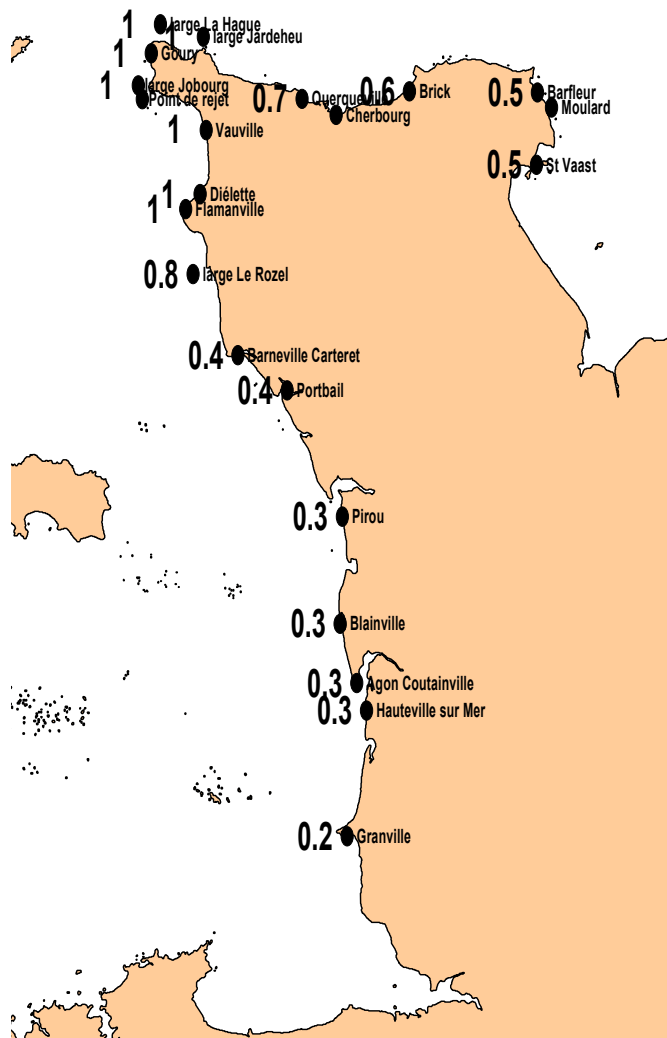 1 large La Hague
1 large Jardeheu
1 Goury
1 large Jobourg
Point de rejet
0.7 Querqueville
0.6 Brick
0.5 Barfleur
Moulard
Cherbourg
1 Vauville
0.5 St Vaast
1 Diélette
1 Flamanville
0.8 large Le Rozel
0.4 Barneville Carteret
0.4 Portbail
0.3 Pirou
0.3 Blainville
0.3 Agon Coutainville
0.3 Hauteville sur Mer
0.2 Granville